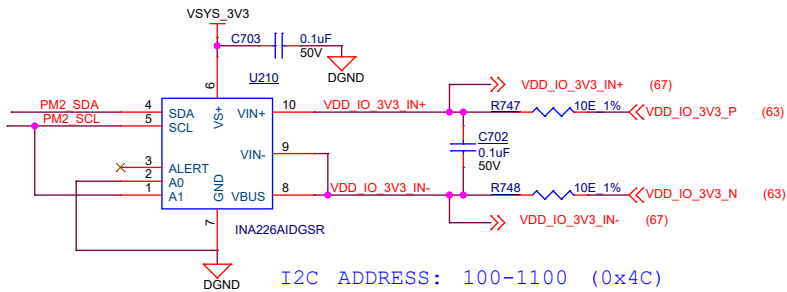 VSYS_3V3
C703
0.1uF
50V
DGND
U210
6
VS+
PM2_SDA
4
SDA
PM2_SCL
5
SCL
3
ALERT
2
A0
1
A1
GND
7
VIN+
10
VDD_IO_3V3_IN+
VIN-
9
VBUS
8
VDD_IO_3V3_IN-
INA226AIDGSR
DGND
VDD_IO_3V3_IN+ (67)
R747
10E_1%
VDD_IO_3V3_P (63)
C702
0.1uF
50V
R748
10E_1%
VDD_IO_3V3_N (63)
VDD_IO_3V3_IN- (67)
I2C ADDRESS: 100-1100 (0x4C)